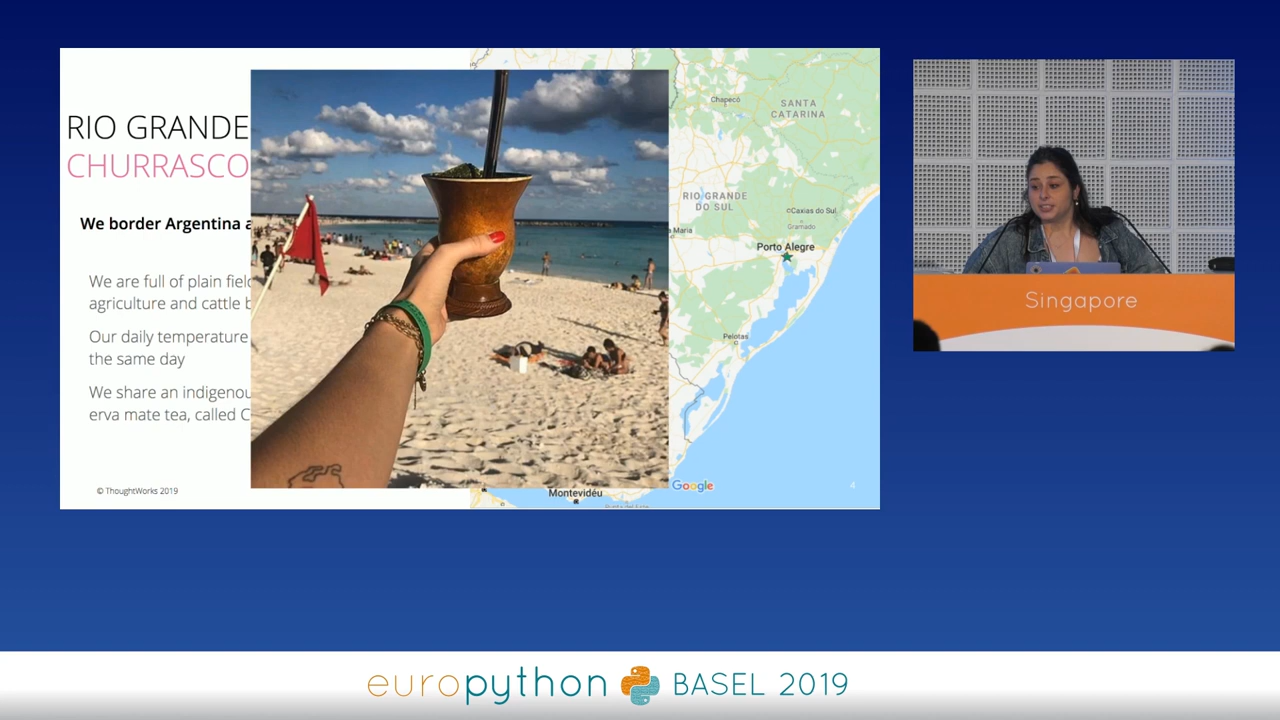 RIO GRANDE
CHURRASCO
We border Argentina a
We are full of plain field
agriculture and cattle b
Our daily temperature
the same day
We share an indigenou
erva mate tea, called C
© ThoughtWorks 2019
Chapecó
SANTA
CATARINA
RIO GRANDE
DO SUL
Caxias do Sul
Gramado
a Maria
Porto Alegre
Pelotas
Montevidéu
Google
4
Singapore
europython BASEL 2019